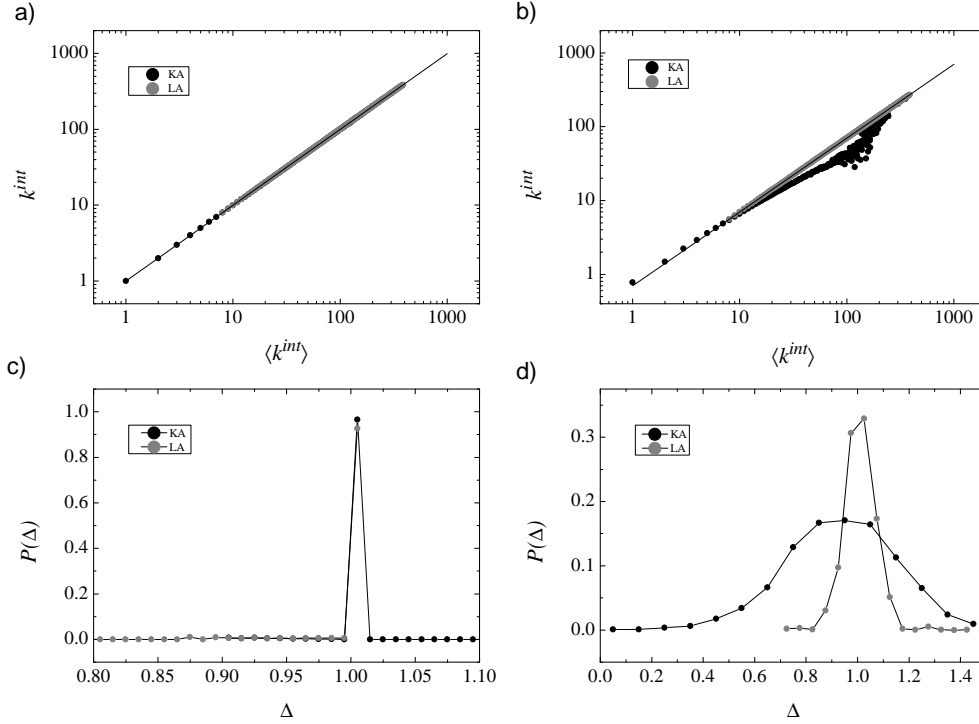 a)
1000
100
10
1
k^int
KA
LA
1 10 100 1000
⟨k^int⟩
b)
1000
100
10
1
k^int
KA
LA
1 10 100 1000
⟨k^int⟩
c)
1.0
0.8
0.6
0.4
0.2
0.0
P(Δ)
KA
LA
0.80 0.85 0.90 0.95 1.00 1.05 1.10
Δ
d)
0.3
0.2
0.1
0.0
P(Δ)
KA
LA
0.0 0.2 0.4 0.6 0.8 1.0 1.2 1.4
Δ